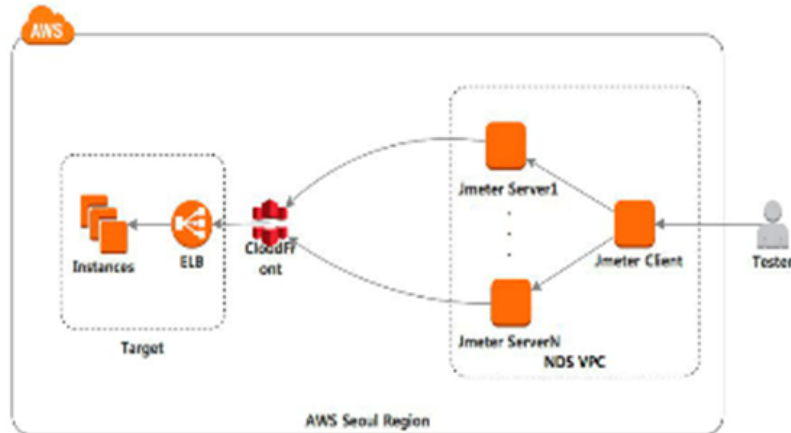 AWS
Jmeter Server1
Instances
ELB
CloudFr
ont
Jmeter Client
Tester
Target
Jmeter ServerN
NDS VPC
AWS Seoul Region